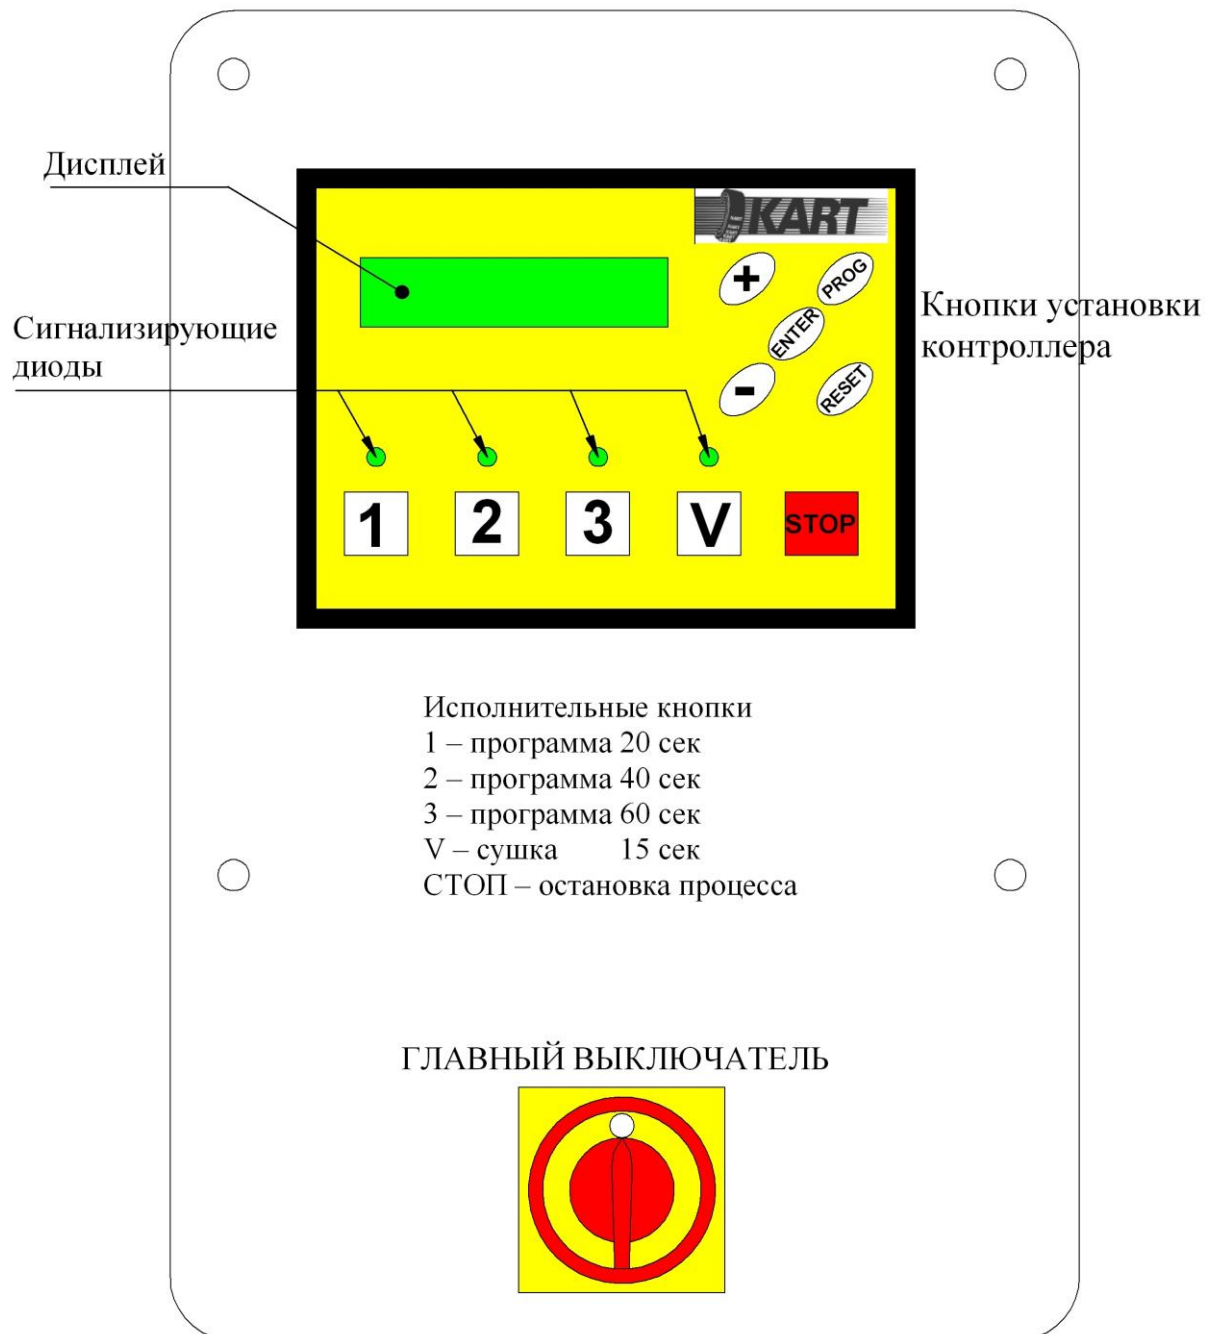 Дисплей
KART
+
PROG
Сигнализирующие
диоды
ENTER
Кнопки установки
контроллера
-
RESET
1 2 3 V STOP
Исполнительные кнопки
1 – программа 20 сек
2 – программа 40 сек
3 – программа 60 сек
V – сушка 15 сек
СТОП – остановка процесса
ГЛАВНЫЙ ВЫКЛЮЧАТЕЛЬ